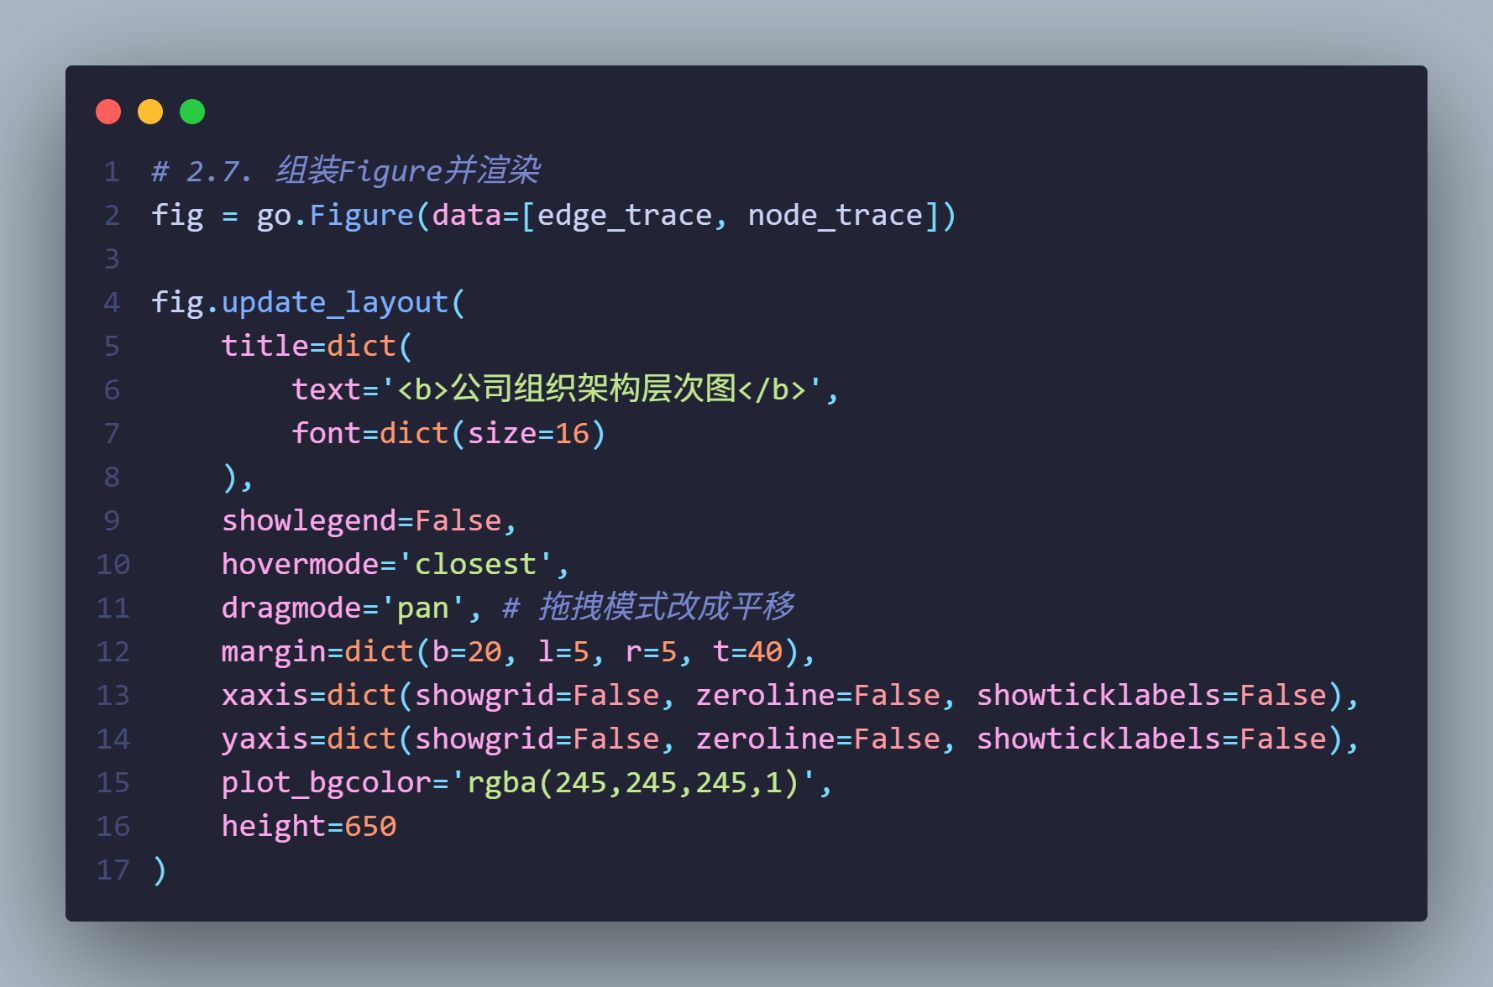 1 # 2.7. 组装Figure并渲染
2 fig = go.Figure(data=[edge_trace, node_trace])
3
4 fig.update_layout(
5     title=dict(
6         text='<b>公司组织架构层次图</b>',
7         font=dict(size=16)
8     ),
9     showlegend=False,
10     hovermode='closest',
11     dragmode='pan', # 拖拽模式改成平移
12     margin=dict(b=20, l=5, r=5, t=40),
13     xaxis=dict(showgrid=False, zeroline=False, showticklabels=False),
14     yaxis=dict(showgrid=False, zeroline=False, showticklabels=False),
15     plot_bgcolor='rgba(245,245,245,1)',
16     height=650
17 )